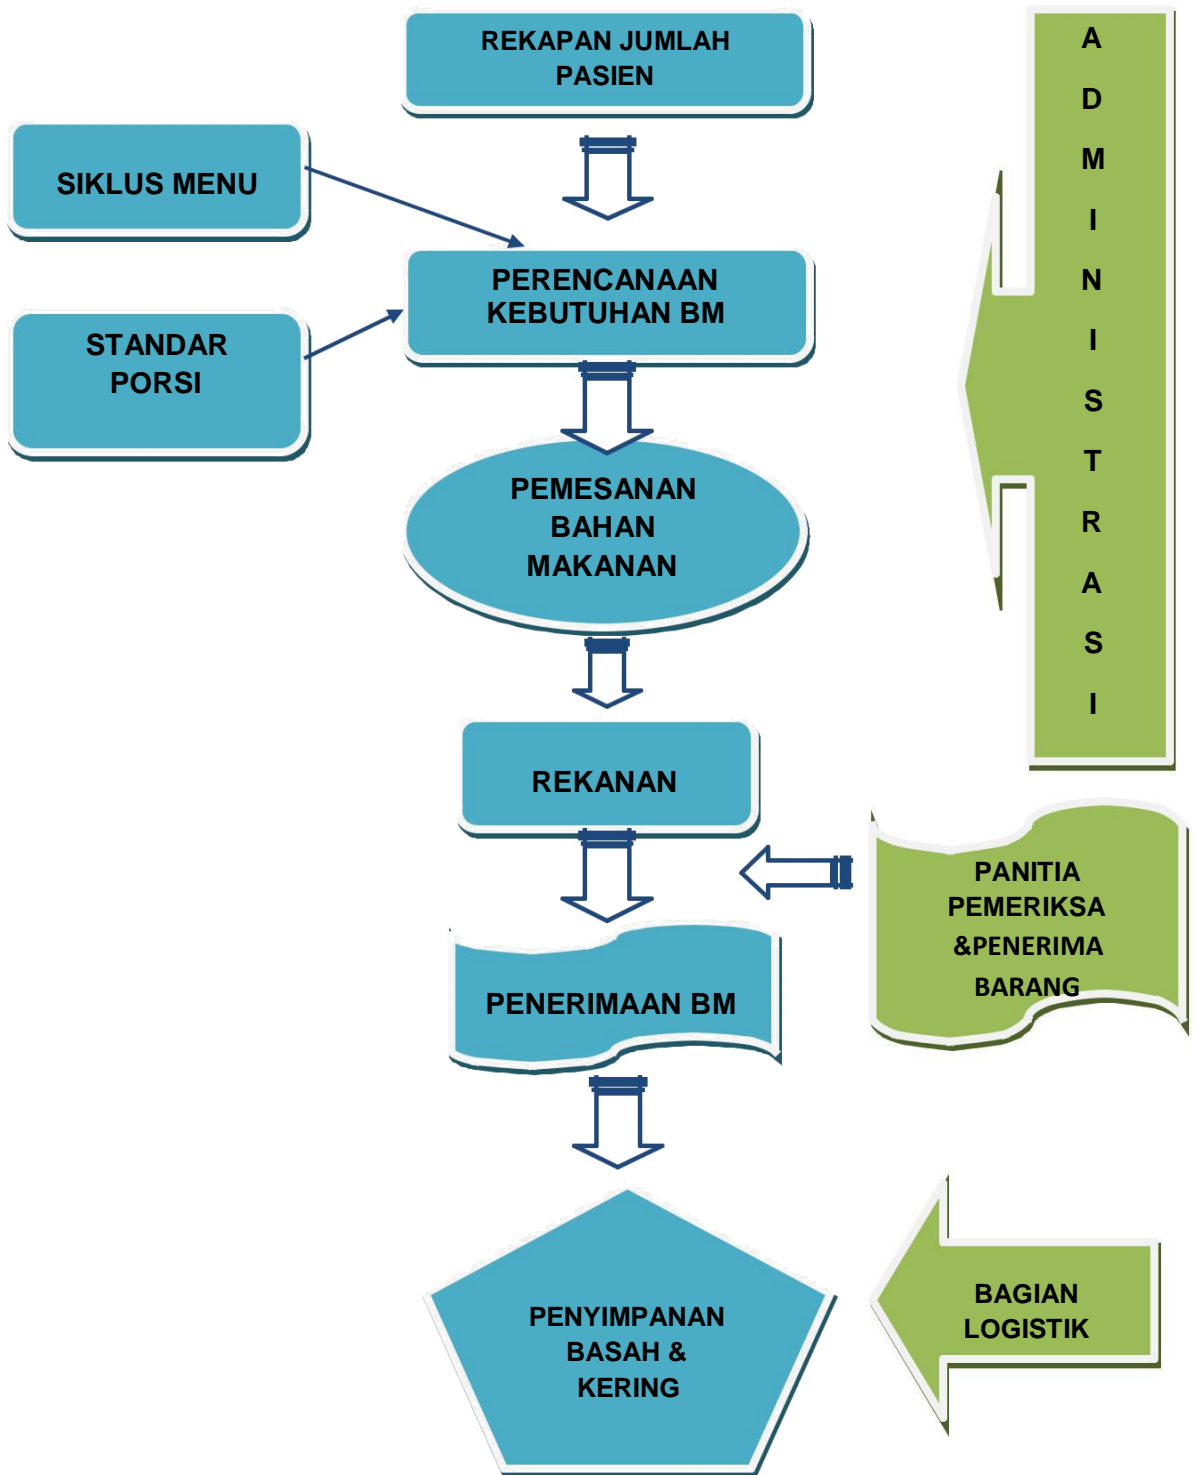 REKAPAN JUMLAH
PASIEN
SIKLUS MENU
PERENCANAAN
KEBUTUHAN BM
STANDAR
PORSI
PEMESANAN
BAHAN
MAKANAN
REKANAN
PENERIMAAN BM
PENYIMPANAN
BASAH &
KERING
A
D
M
I
N
I
S
T
R
A
S
I
PANITIA
PEMERIKSA
&PENERIMA
BARANG
BAGIAN
LOGISTIK